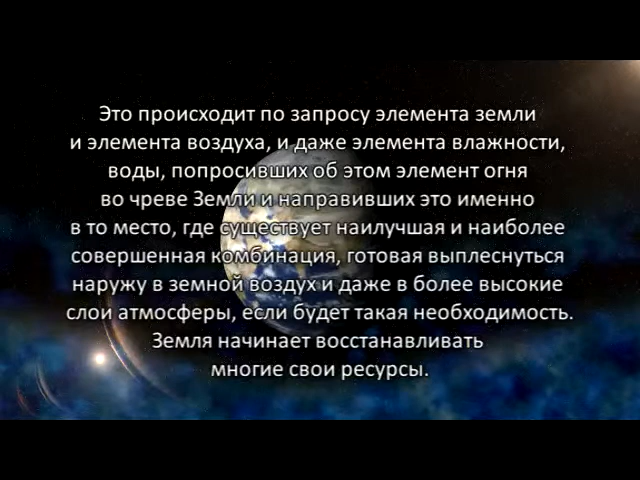 Это происходит по запросу элемента земли
и элемента воздуха, и даже элемента влажности,
воды, попросивших об этом элемент огня
во чреве Земли и направивших это именно
в то место, где существует наилучшая и наиболее
совершенная комбинация, готовая выплеснуться
наружу в земной воздух и даже в более высокие
слои атмосферы, если будет такая необходимость.
Земля начинает восстанавливать
многие свои ресурсы.